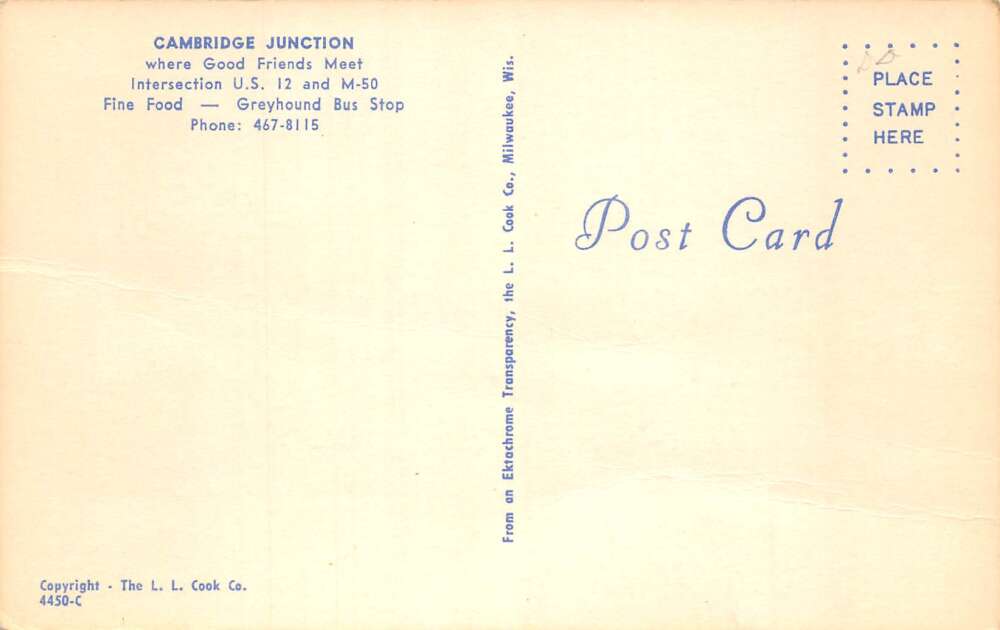 CAMBRIDGE JUNCTION
where Good Friends Meet
Intersection U.S. 12 and M-50
Fine Food — Greyhound Bus Stop
Phone: 467-8115
From an Ektachrome Transparency, the L. L. Cook Co., Milwaukee, Wis.
PLACE
STAMP
HERE
Post Card
Copyright - The L. L. Cook Co.
4450-C